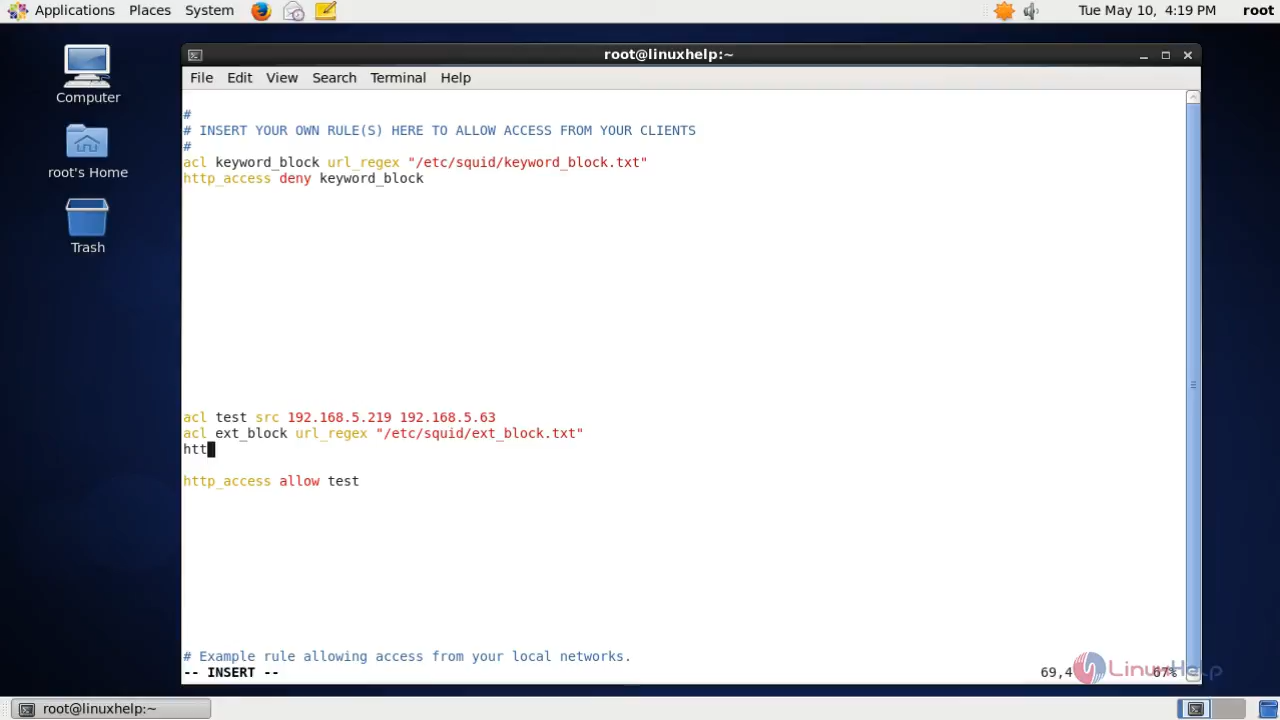 Applications Places System
Tue May 10, 4:19 PM root
root@linuxhelp:~
File Edit View Search Terminal Help
Computer
root's Home
Trash
#
# INSERT YOUR OWN RULE(S) HERE TO ALLOW ACCESS FROM YOUR CLIENTS
#
acl keyword_block url_regex "/etc/squid/keyword_block.txt"
http_access deny keyword_block
acl test src 192.168.5.219 192.168.5.63
acl ext_block url_regex "/etc/squid/ext_block.txt"
htt
http_access allow test
# Example rule allowing access from your local networks.
-- INSERT --
69,4
67%
LinuxHelp
root@linuxhelp:~